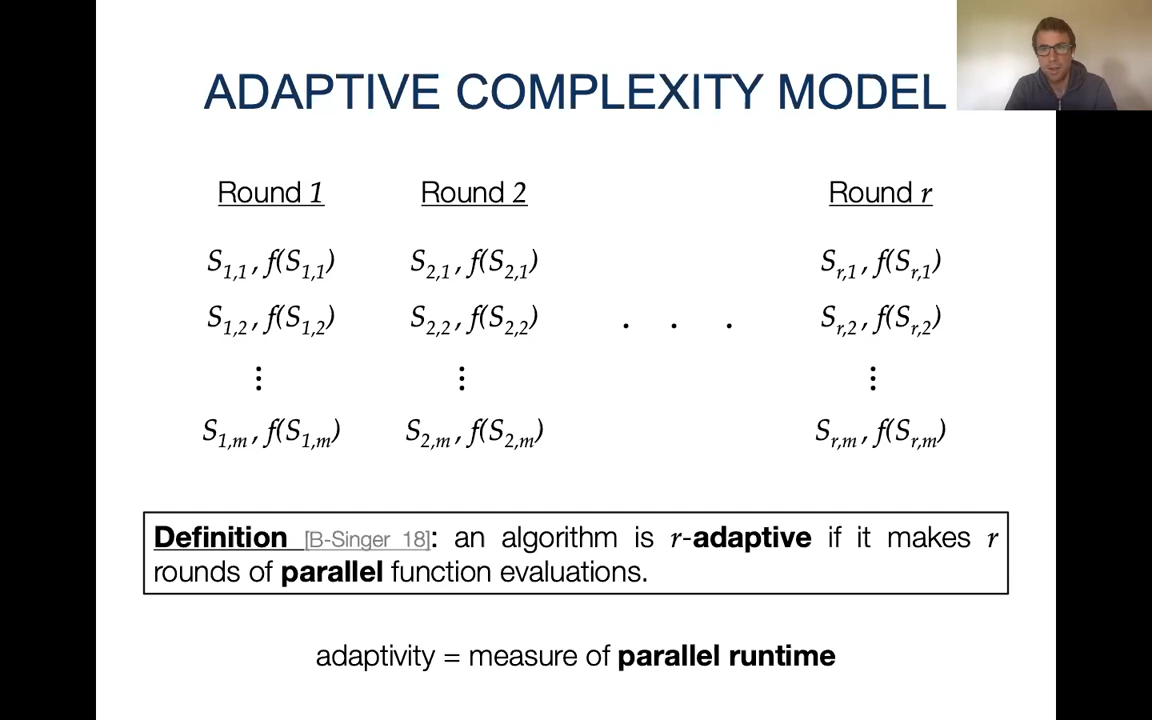 ADAPTIVE COMPLEXITY MODEL
Round 1 Round 2 Round r
S1,1 , f(S1,1) S2,1 , f(S2,1) Sr,1 , f(Sr,1)
S1,2 , f(S1,2) S2,2 , f(S2,2) . . . Sr,2 , f(Sr,2)
⋮ ⋮ ⋮
S1,m , f(S1,m) S2,m , f(S2,m) Sr,m , f(Sr,m)
Definition [B-Singer 18]: an algorithm is r-adaptive if it makes r
rounds of parallel function evaluations.
adaptivity = measure of parallel runtime